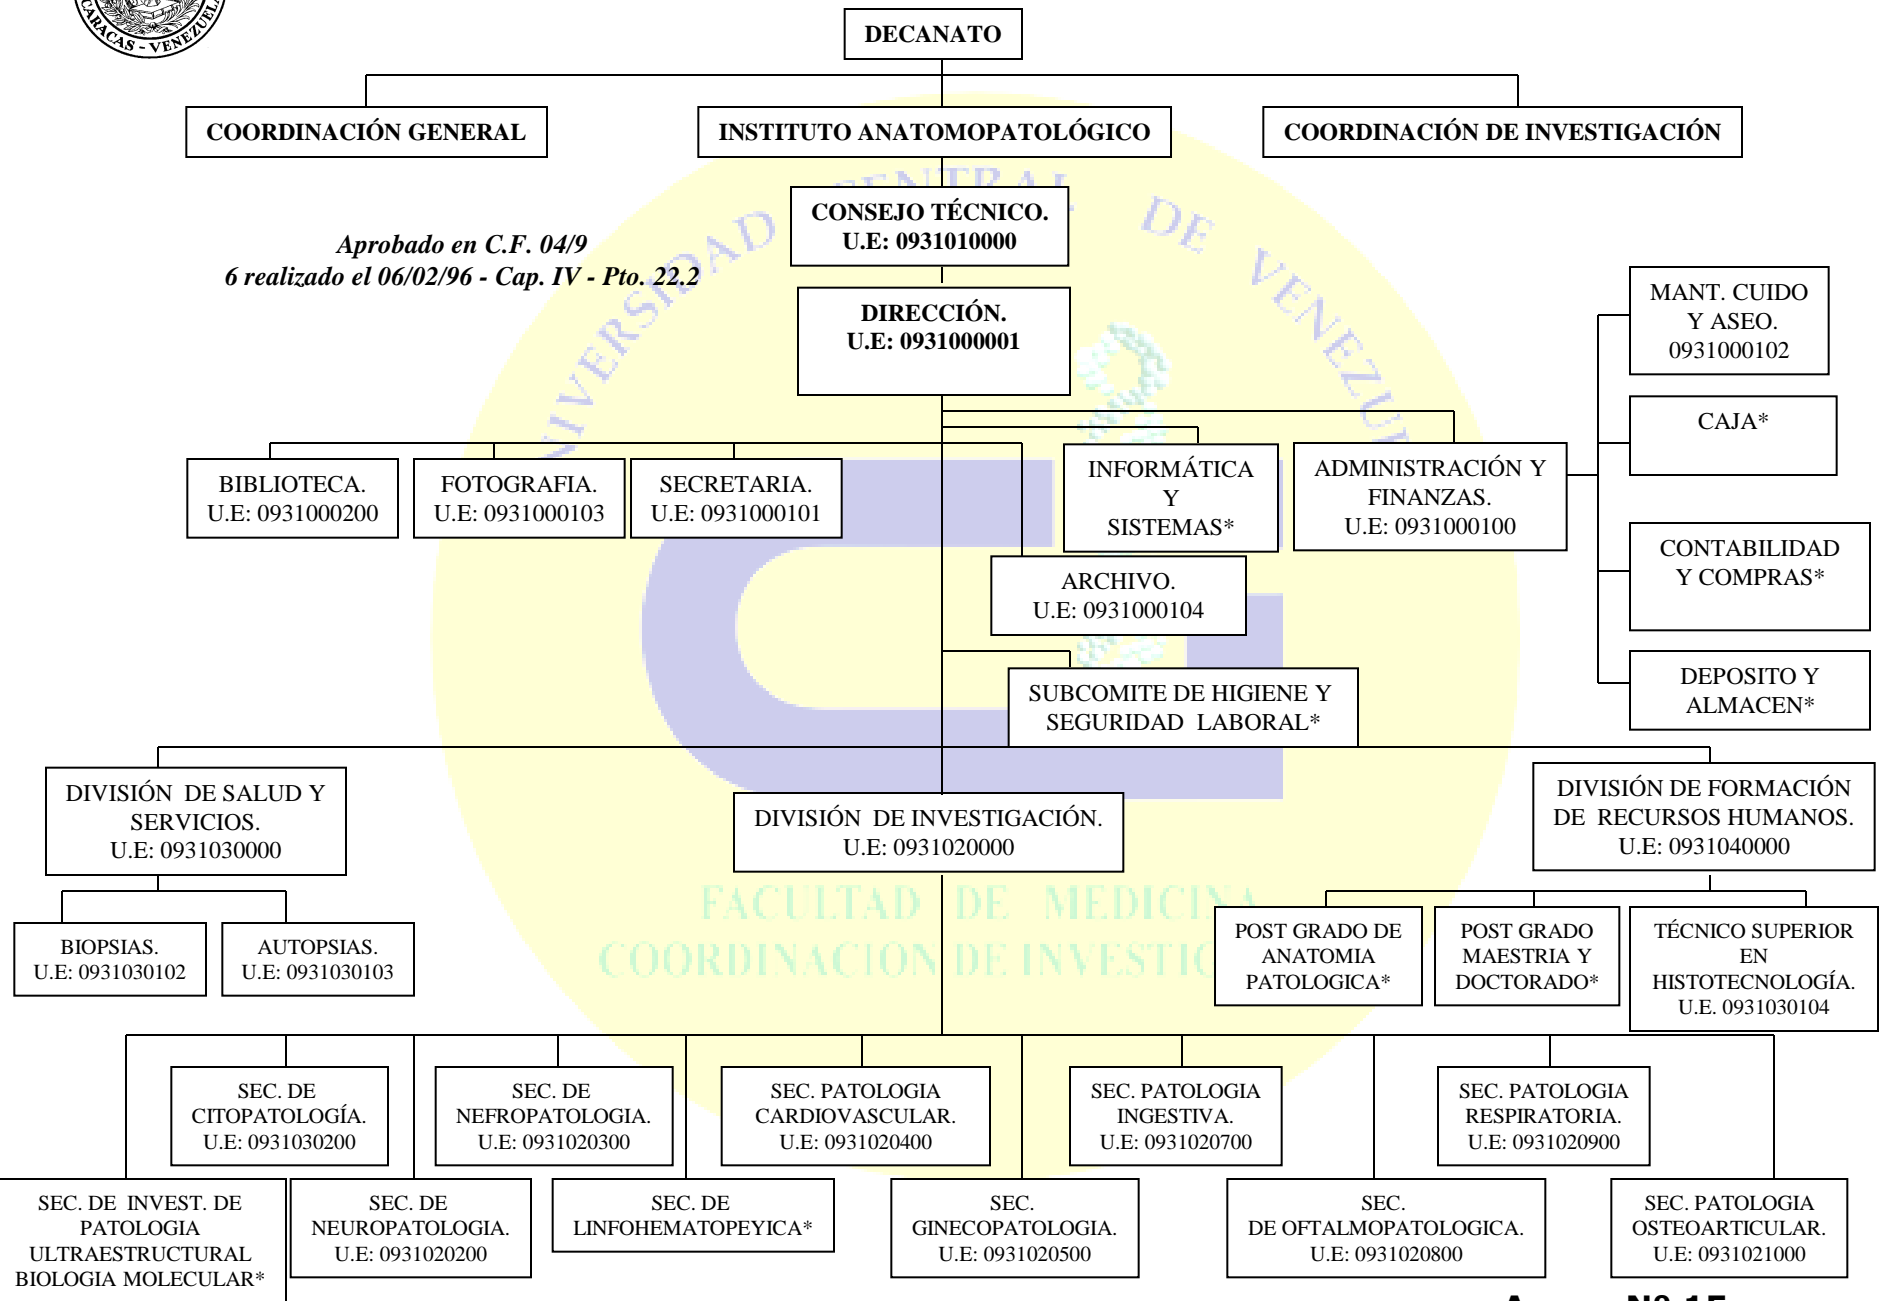 CARACAS - VENEZUELA
DECANATO
COORDINACIÓN GENERAL
INSTITUTO ANATOMOPATOLÓGICO
COORDINACIÓN DE INVESTIGACIÓN
CONSEJO TÉCNICO.
U.E: 0931010000
Aprobado en C.F. 04/9
6 realizado el 06/02/96 - Cap. IV - Pto. 22.2
DIRECCIÓN.
U.E: 0931000001
MANT. CUIDO
Y ASEO.
0931000102
CAJA*
CONTABILIDAD
Y COMPRAS*
DEPOSITO Y
ALMACEN*
BIBLIOTECA.
U.E: 0931000200
FOTOGRAFIA.
U.E: 0931000103
SECRETARIA.
U.E: 0931000101
INFORMÁTICA
Y
SISTEMAS*
ADMINISTRACIÓN Y
FINANZAS.
U.E: 0931000100
ARCHIVO.
U.E: 0931000104
SUBCOMITE DE HIGIENE Y
SEGURIDAD LABORAL*
DIVISIÓN DE SALUD Y
SERVICIOS.
U.E: 0931030000
DIVISIÓN DE INVESTIGACIÓN.
U.E: 0931020000
DIVISIÓN DE FORMACIÓN
DE RECURSOS HUMANOS.
U.E: 0931040000
FACULTAD DE MEDICINA
BIOPSIAS.
U.E: 0931030102
AUTOPSIAS.
U.E: 0931030103
COORDINACION DE
POST GRADO DE
ANATOMIA
PATOLOGICA*
POST GRADO
MAESTRIA Y
DOCTORADO*
TÉCNICO SUPERIOR
EN
HISTOTECNOLOGÍA.
U.E. 0931030104
SEC. DE
CITOPATOLOGÍA.
U.E: 0931030200
SEC. DE
NEFROPATOLOGIA.
U.E: 0931020300
SEC. PATOLOGIA
CARDIOVASCULAR.
U.E: 0931020400
SEC. PATOLOGIA
INGESTIVA.
U.E: 0931020700
SEC. PATOLOGIA
RESPIRATORIA.
U.E: 0931020900
SEC. DE INVEST. DE
PATOLOGIA
ULTRAESTRUCTURAL
BIOLOGIA MOLECULAR*
SEC. DE
NEUROPATOLOGIA.
U.E: 0931020200
SEC. DE
LINFOHEMATOPEYICA*
SEC.
GINECOPATOLOGIA.
U.E: 0931020500
SEC.
DE OFTALMOPATOLOGICA.
U.E: 0931020800
SEC. PATOLOGIA
OSTEOARTICULAR.
U.E: 0931021000